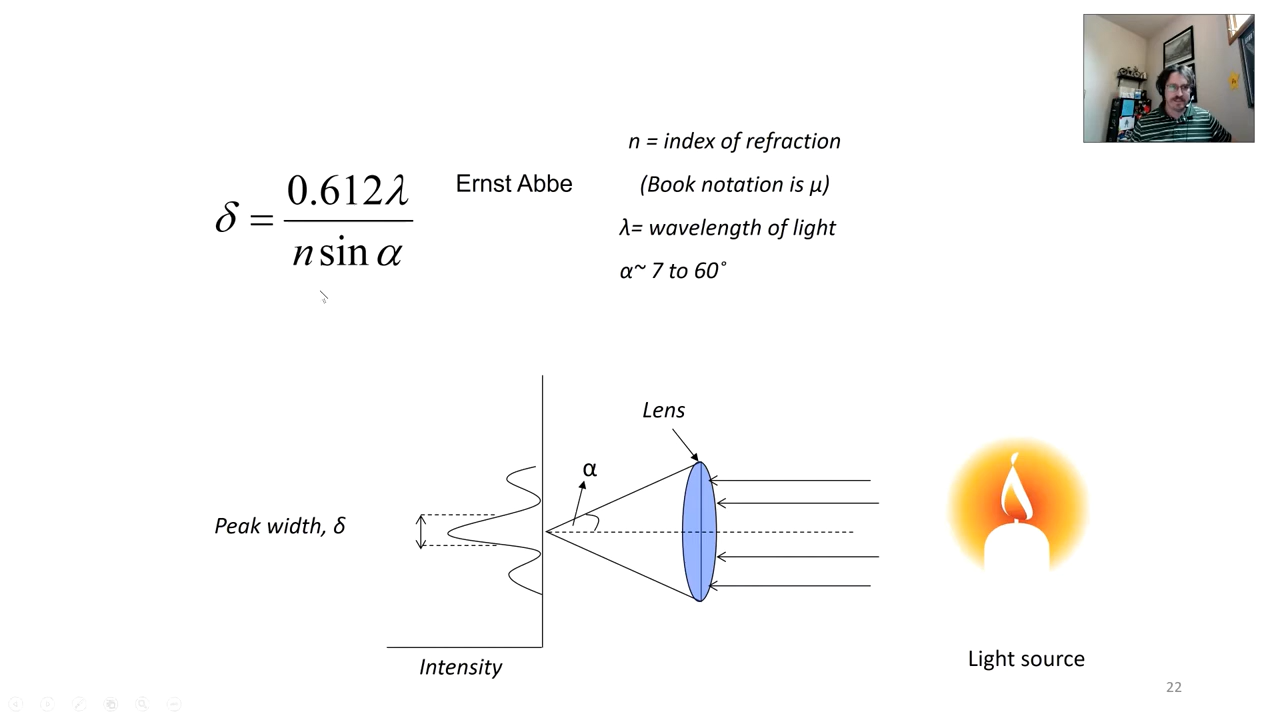 δ = 0.612λ / n sin α
Ernst Abbe
n = index of refraction
(Book notation is μ)
λ= wavelength of light
α~ 7 to 60˚
Lens
α
Peak width, δ
Intensity
Light source
22